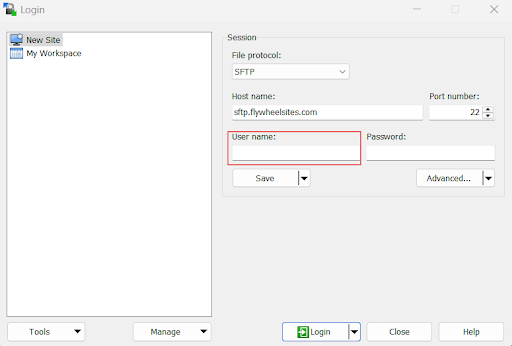 Login
New Site
My Workspace
Session
File protocol:
SFTP
Host name:
Port number:
sftp.flywheelsites.com
22
User name:
Password:
Save
Advanced...
Tools
Manage
Login
Close
Help